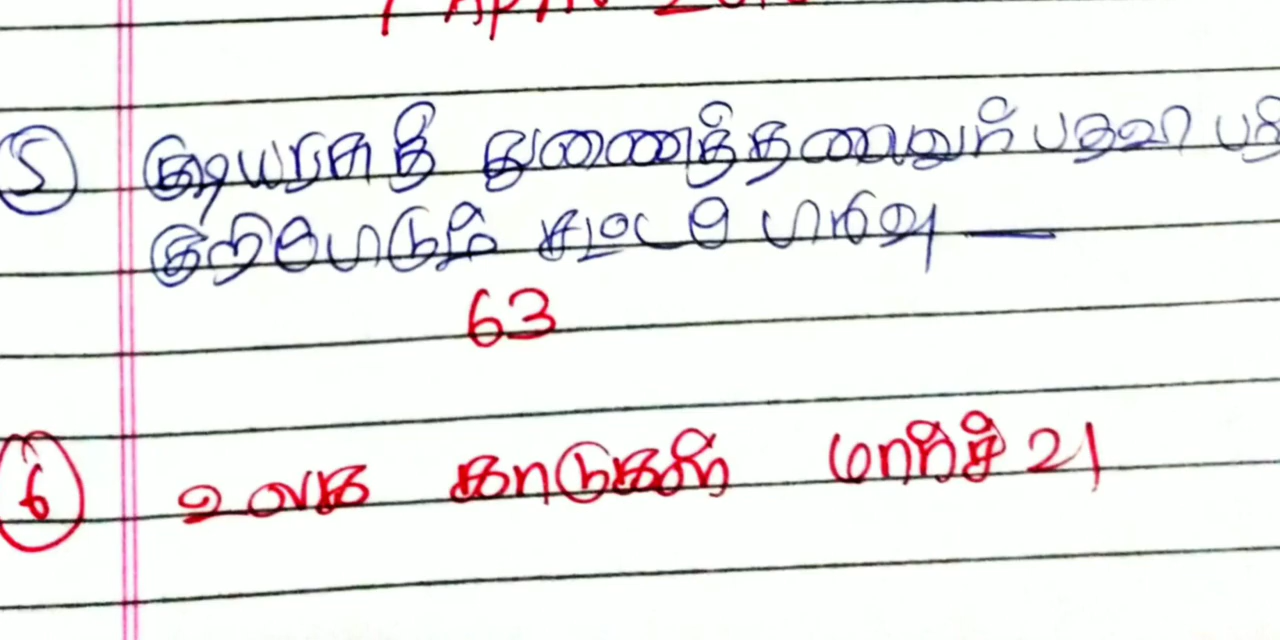 5 குடியரசுத் துணைத்தலைவர் பதவி
குறிப்பிடும் சட்டபிரிவு —
63
6 உலக காடுகள் மார்ச் 21